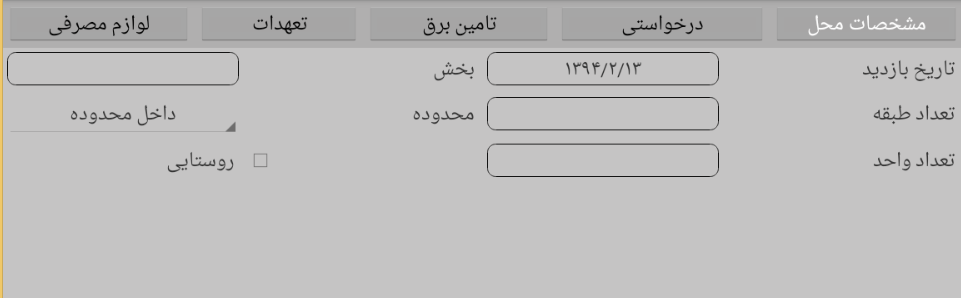 مشخصات محل درخواستی تامین برق تعهدات لوازم مصرفی
تاریخ بازدید ۱۳۹۴/۲/۱۳ بخش
تعداد طبقه محدوده داخل محدوده
تعداد واحد روستایی